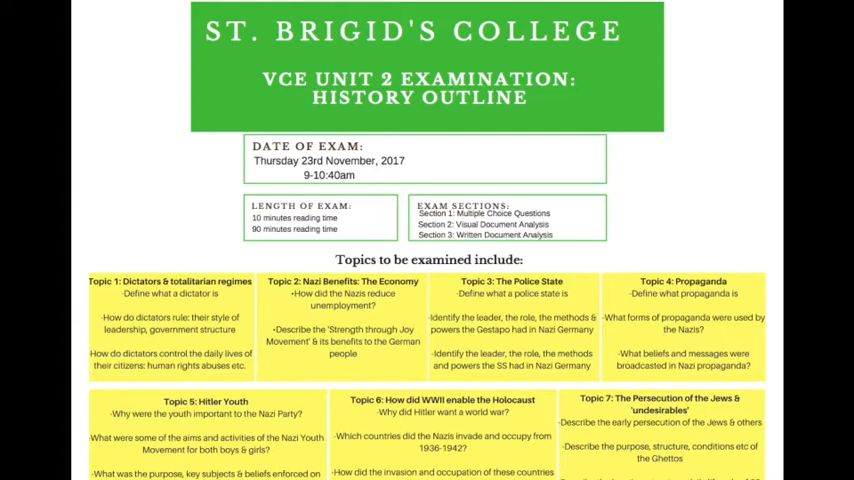 ST. BRIGID'S COLLEGE
VCE UNIT 2 EXAMINATION:
HISTORY OUTLINE
DATE OF EXAM:
Thursday 23rd November, 2017
9-10:40am
LENGTH OF EXAM:
10 minutes reading time
90 minutes reading time
EXAM SECTIONS:
Section 1: Multiple Choice Questions
Section 2: Visual Document Analysis
Section 3: Written Document Analysis
Topics to be examined include:
Topic 1: Dictators & totalitarian regimes
-Define what a dictator is
-How do dictators rule: their style of
leadership, government structure
-How do dictators control the daily lives of
their citizens: human rights abuses etc.
Topic 2: Nazi Benefits: The Economy
•How did the Nazis reduce
unemployment?
•Describe the 'Strength through Joy
Movement' & its benefits to the German
people
Topic 3: The Police State
-Define what a police state is
-Identify the leader, the role, the methods &
powers the Gestapo had in Nazi Germany
-Identify the leader, the role, the methods
and powers the SS had in Nazi Germany
Topic 4: Propaganda
-Define what propaganda is
-What forms of propaganda were used by
the Nazis?
-What beliefs and messages were
broadcasted in Nazi propaganda?
Topic 5: Hitler Youth
-Why were the youth important to the Nazi Party?
-What were some of the aims and activities of the Nazi Youth
Movement for both boys & girls?
-What was the purpose, key subjects & beliefs enforced on
Topic 6: How did WWII enable the Holocaust
-Why did Hitler want a world war?
-Which countries did the Nazis invade and occupy from
1936-1942?
-How did the invasion and occupation of these countries
Topic 7: The Persecution of the Jews &
'undesirables'
-Describe the early persecution of the Jews & others
-Describe the purpose, structure, conditions etc of
the Ghettos